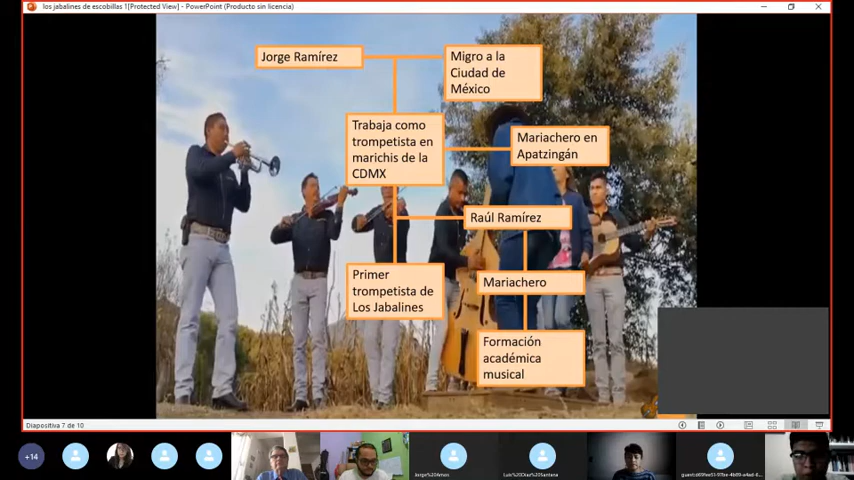 los jabalines de escobillas 1[Protected View] - PowerPoint (Producto sin licencia)
Jorge Ramírez
Migro a la
Ciudad de
México
Trabaja como
trompetista en
marichis de la
CDMX
Mariachero en
Apatzingán
Raúl Ramírez
Primer
trompetista de
Los Jabalines
Mariachero
Formación
académica
musical
Diapositiva 7 de 10
+14